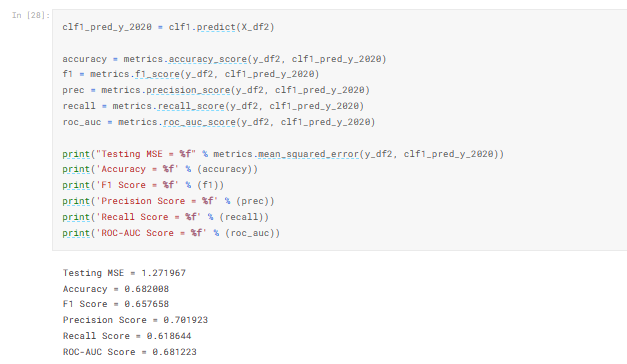 In [28]:
clf1_pred_y_2020 = clf1.predict(X_df2)
accuracy = metrics.accuracy_score(y_df2, clf1_pred_y_2020)
f1 = metrics.f1_score(y_df2, clf1_pred_y_2020)
prec = metrics.precision_score(y_df2, clf1_pred_y_2020)
recall = metrics.recall_score(y_df2, clf1_pred_y_2020)
roc_auc = metrics.roc_auc_score(y_df2, clf1_pred_y_2020)
print("Testing MSE = %f" % metrics.mean_squared_error(y_df2, clf1_pred_y_2020))
print('Accuracy = %f' % (accuracy))
print('F1 Score = %f' % (f1))
print('Precision Score = %f' % (prec))
print('Recall Score = %f' % (recall))
print('ROC-AUC Score = %f' % (roc_auc))
Testing MSE = 1.271967
Accuracy = 0.682008
F1 Score = 0.657658
Precision Score = 0.701923
Recall Score = 0.618644
ROC-AUC Score = 0.681223